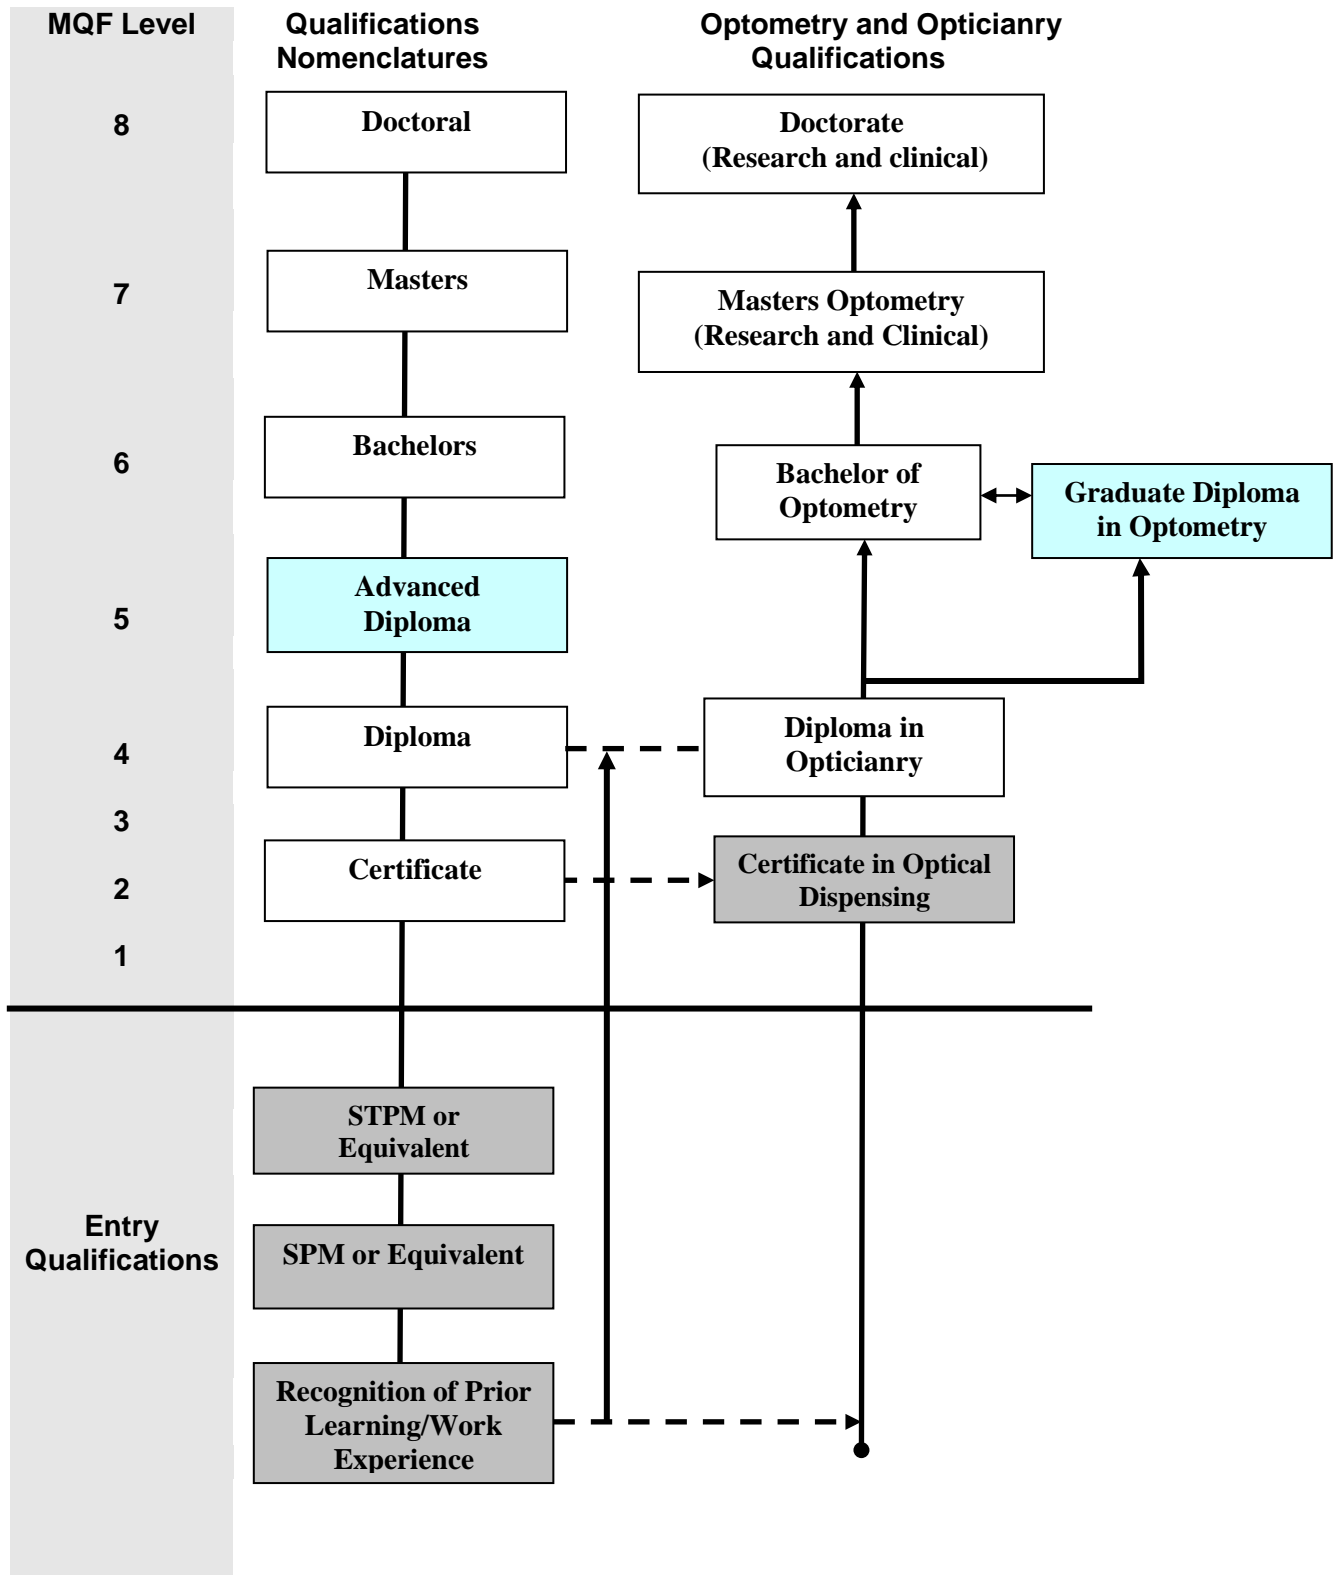 MQF Level
Qualifications
Nomenclatures
Optometry and Opticianry
Qualifications
8
Doctoral
Doctorate
(Research and clinical)
7
Masters
Masters Optometry
(Research and Clinical)
6
Bachelors
Bachelor of
Optometry
Graduate Diploma
in Optometry
5
Advanced
Diploma
4
Diploma
Diploma in
Opticianry
3
2
Certificate
Certificate in Optical
Dispensing
1
STPM or
Equivalent
Entry
Qualifications
SPM or Equivalent
Recognition of Prior
Learning/Work
Experience